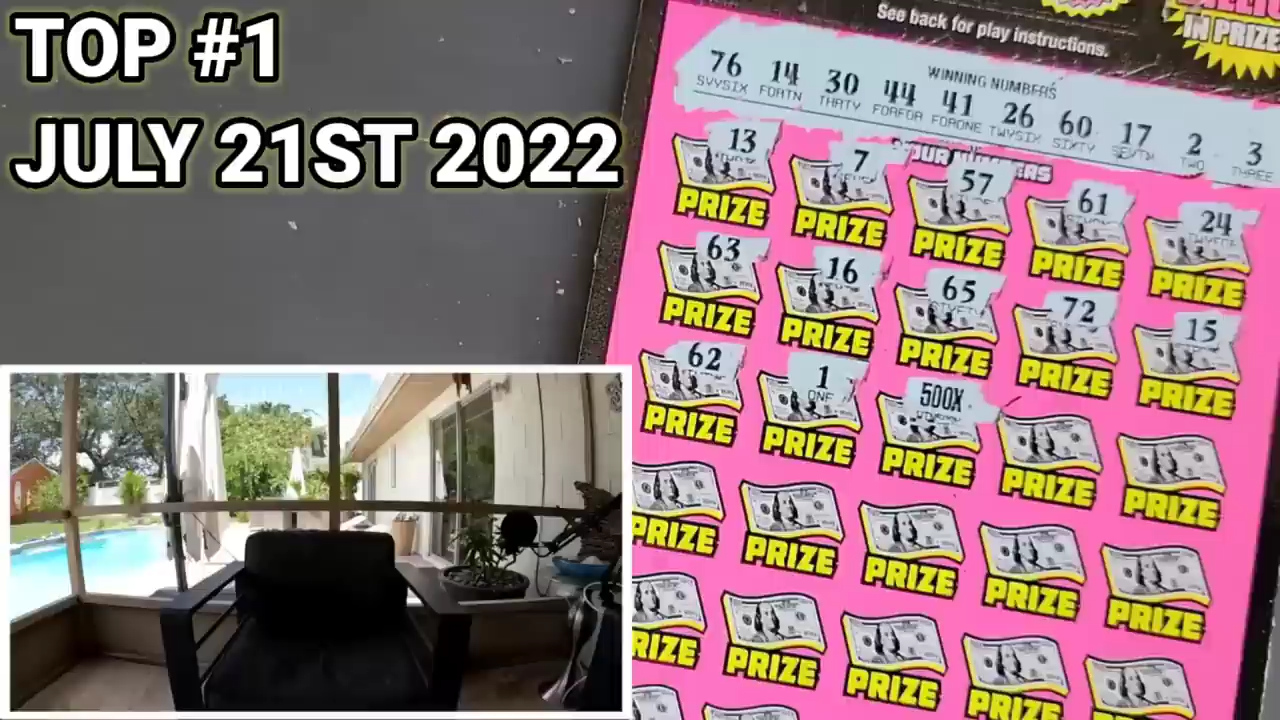 TOP #1
JULY 21ST 2022
See back for play instructions.
IN PRIZE
WINNING NUMBERS
76 14 30 44 41 26 60 17 2 3
SVYSIX FORTN THRTY FORFOR FORONE TWYSIX SIXTY SEVTN TWO THREE
YOUR NUMBERS
13 7 57 61 24
PRIZE PRIZE PRIZE PRIZE PRIZE
63 16 65 72 15
PRIZE PRIZE PRIZE PRIZE PRIZE
62 1 500X
ONE
PRIZE PRIZE PRIZE PRIZE PRIZE
PRIZE PRIZE PRIZE PRIZE PRIZE
PRIZE PRIZE PRIZE PRIZE PRIZE